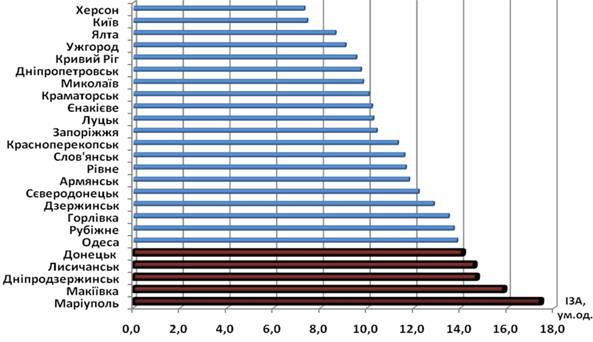 Херсон
Київ
Ялта
Ужгород
Кривий Ріг
Дніпропетровськ
Миколаїв
Краматорськ
Єнакієве
Луцьк
Запоріжжя
Красноперекопськ
Слов'янськ
Рівне
Армянськ
Сєверодонецьк
Дзержинськ
Горлівка
Рубіжне
Одеса
Донецьк
Лисичанськ
Дніпродзержинськ
Макіївка
Маріуполь
ІЗА,
ум.од.
0,0 2,0 4,0 6,0 8,0 10,0 12,0 14,0 16,0 18,0